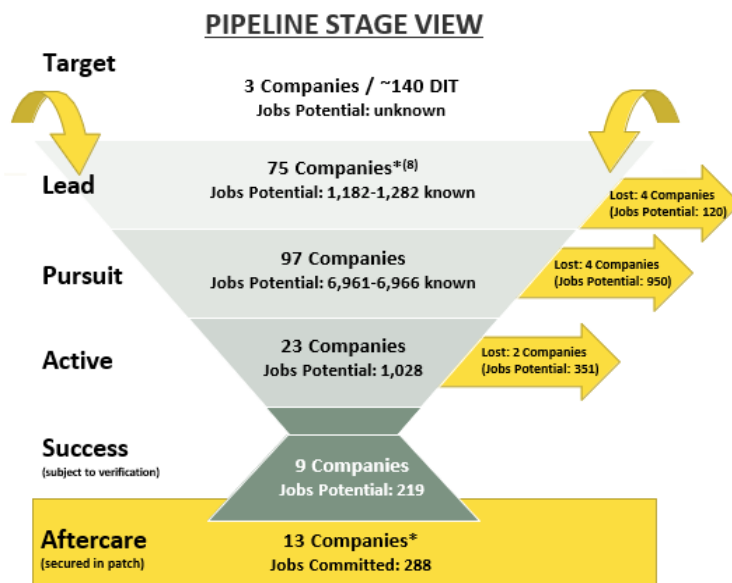 PIPELINE STAGE VIEW
Target
3 Companies / ~140 DIT
Jobs Potential: unknown
Lead
75 Companies*(8)
Jobs Potential: 1,182-1,282 known
Lost: 4 Companies
(Jobs Potential: 120)
Pursuit
97 Companies
Jobs Potential: 6,961-6,966 known
Lost: 4 Companies
(Jobs Potential: 950)
Active
23 Companies
Jobs Potential: 1,028
Lost: 2 Companies
(Jobs Potential: 351)
Success
(subject to verification)
9 Companies
Jobs Potential: 219
Aftercare
(secured in patch)
13 Companies*
Jobs Committed: 288